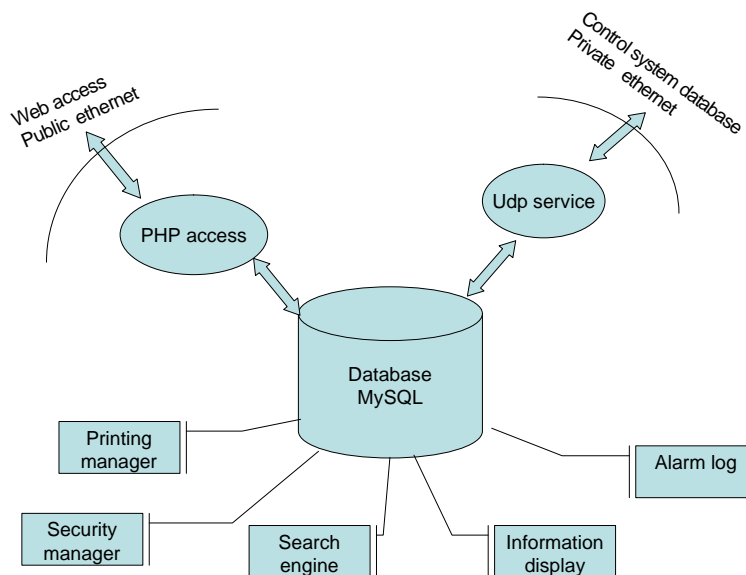 Web access
Public ethernet
Control system database
Private ethernet
PHP access
Udp service
Database
MySQL
Printing
manager
Alarm log
Security
manager
Search
engine
Information
display